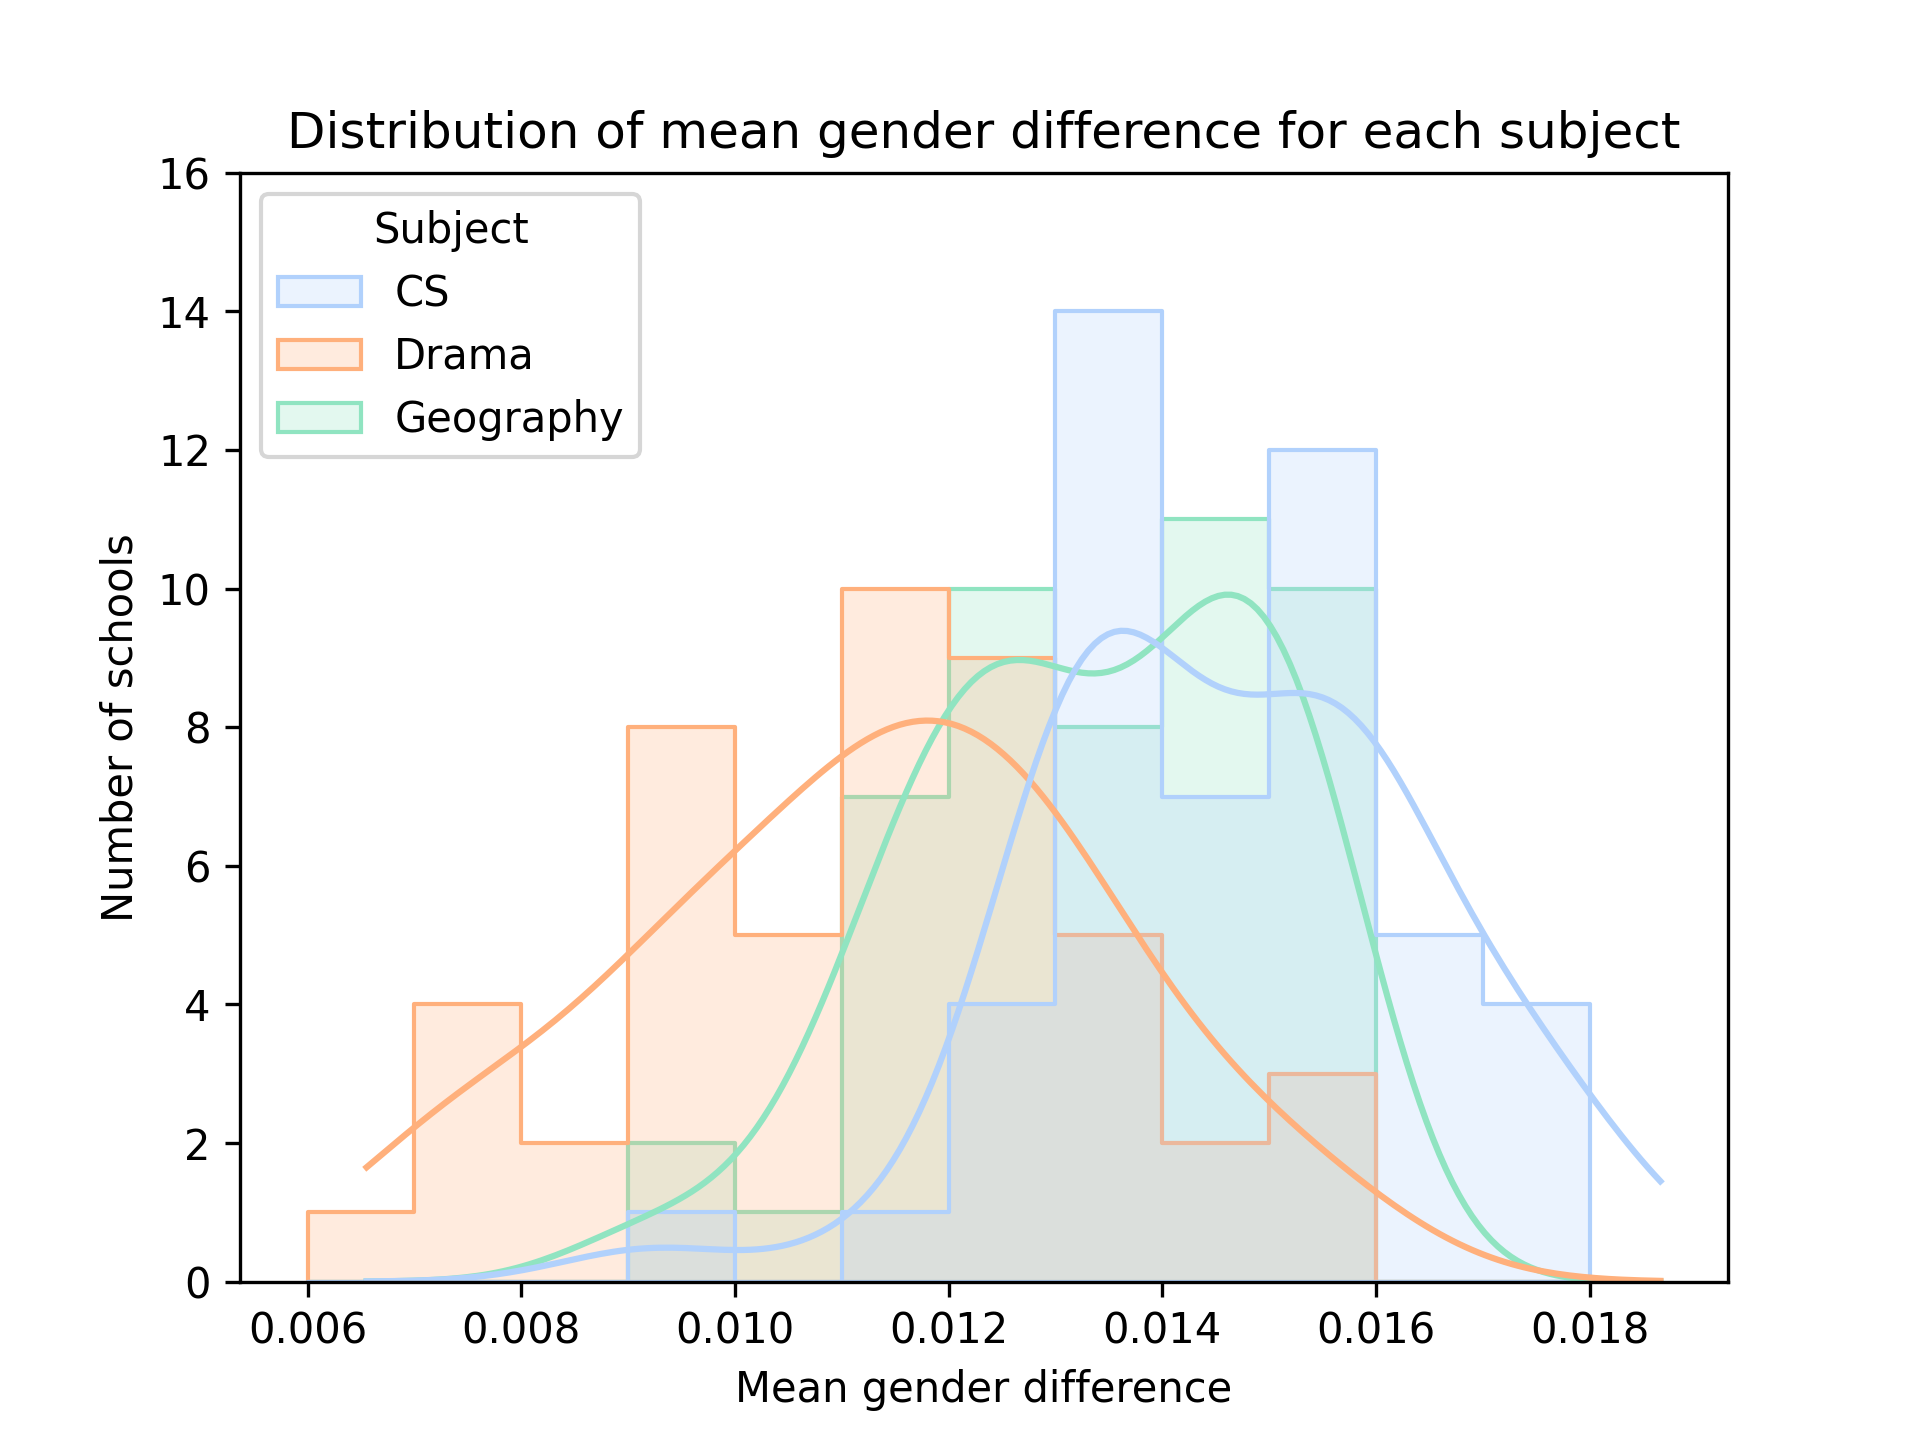 Distribution of mean gender difference for each subject
16
14
12
10
8
6
4
2
0
Number of schools
Subject
CS
Drama
Geography
0.006 0.008 0.010 0.012 0.014 0.016 0.018
Mean gender difference